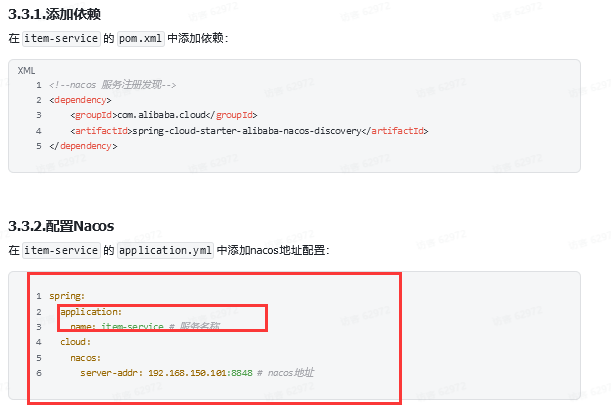 3.3.1.添加依赖
在 item-service 的 pom.xml 中添加依赖：
XML
1 <!--nacos 服务注册发现-->
2 <dependency>
3     <groupId>com.alibaba.cloud</groupId>
4     <artifactId>spring-cloud-starter-alibaba-nacos-discovery</artifactId>
5 </dependency>
3.3.2.配置Nacos
在 item-service 的 application.yml 中添加nacos地址配置：
1 spring:
2   application:
3     name: item-service # 服务名称
4   cloud:
5     nacos:
6       server-addr: 192.168.150.101:8848 # nacos地址